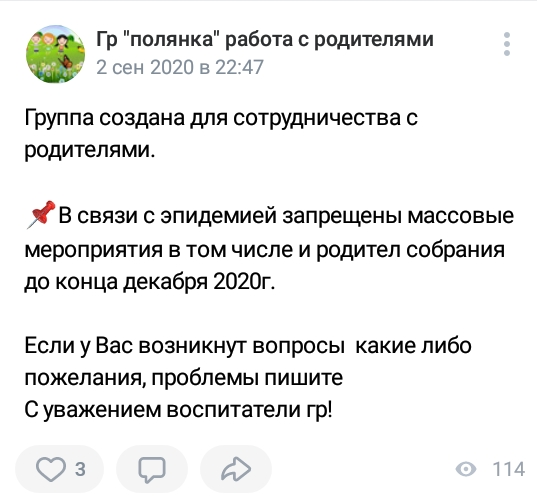 Гр "полянка" работа с родителями
2 сен 2020 в 22:47
Группа создана для сотрудничества с
родителями.
📌В связи с эпидемией запрещены массовые
мероприятия в том числе и родител собрания
до конца декабря 2020г.
Если у Вас возникнут вопросы  какие либо
пожелания, проблемы пишите
С уважением воспитатели гр!
3
114